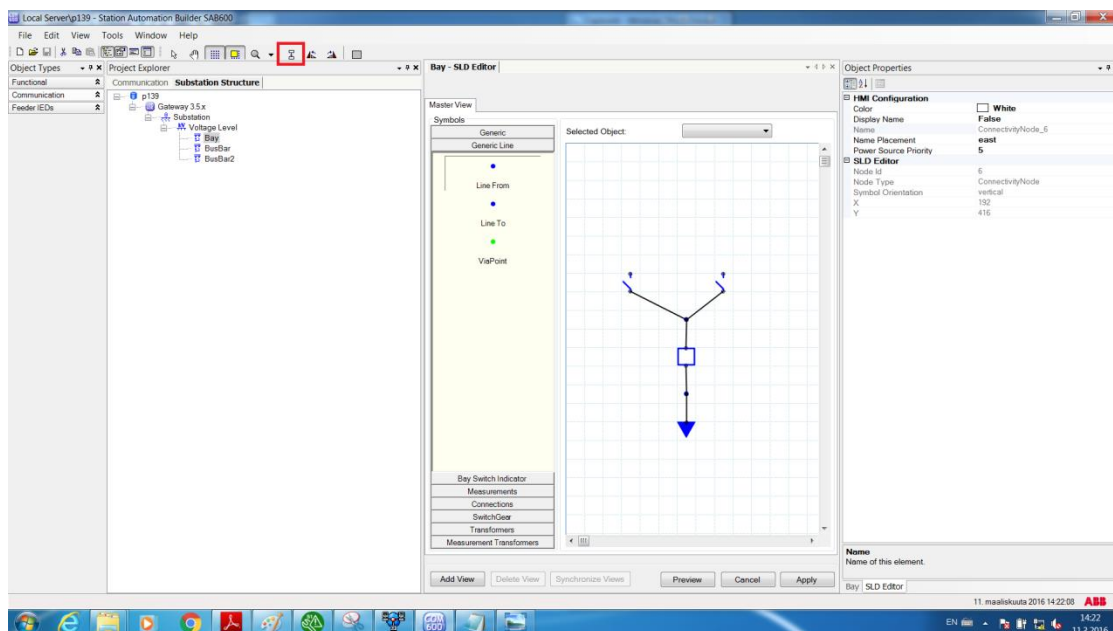 Local Server\p139 - Station Automation Builder SAB600
File Edit View Tools Window Help
Object Types
Functional
Communication
Feeder IEDs
Project Explorer
Communication Substation Structure
p139
Gateway 3.5.x
Substation
Voltage Level
Bay
BusBar
BusBar2
Bay - SLD Editor
Master View
Symbols
Generic
Generic Line
Line From
Line To
ViaPoint
Bay Switch Indicator
Measurements
Connections
SwitchGear
Transformers
Measurement Transformers
Selected Object:
Add View Delete View Synchronize Views Preview Cancel Apply
Object Properties
HMI Configuration
Color White
Display Name False
Name ConnectivityNode_6
Name Placement east
Power Source Priority 5
SLD Editor
Node Id 6
Node Type ConnectivityNode
Symbol Orientation vertical
X 192
Y 416
Name
Name of this element.
Bay SLD Editor
11. maaliskuuta 2016 14:22:08 ABB
COM
600
EN
14:22
11.3.2016